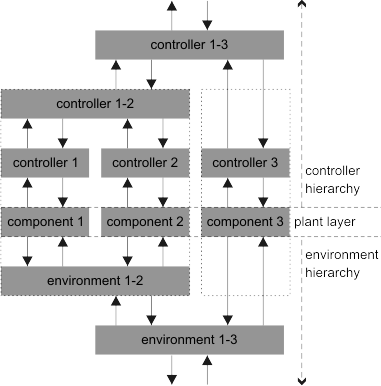 controller 1-3
controller 1-2
controller 1
controller 2
controller 3
controller
hierarchy
component 1
component 2
component 3
plant layer
environment
hierarchy
environment 1-2
environment 1-3